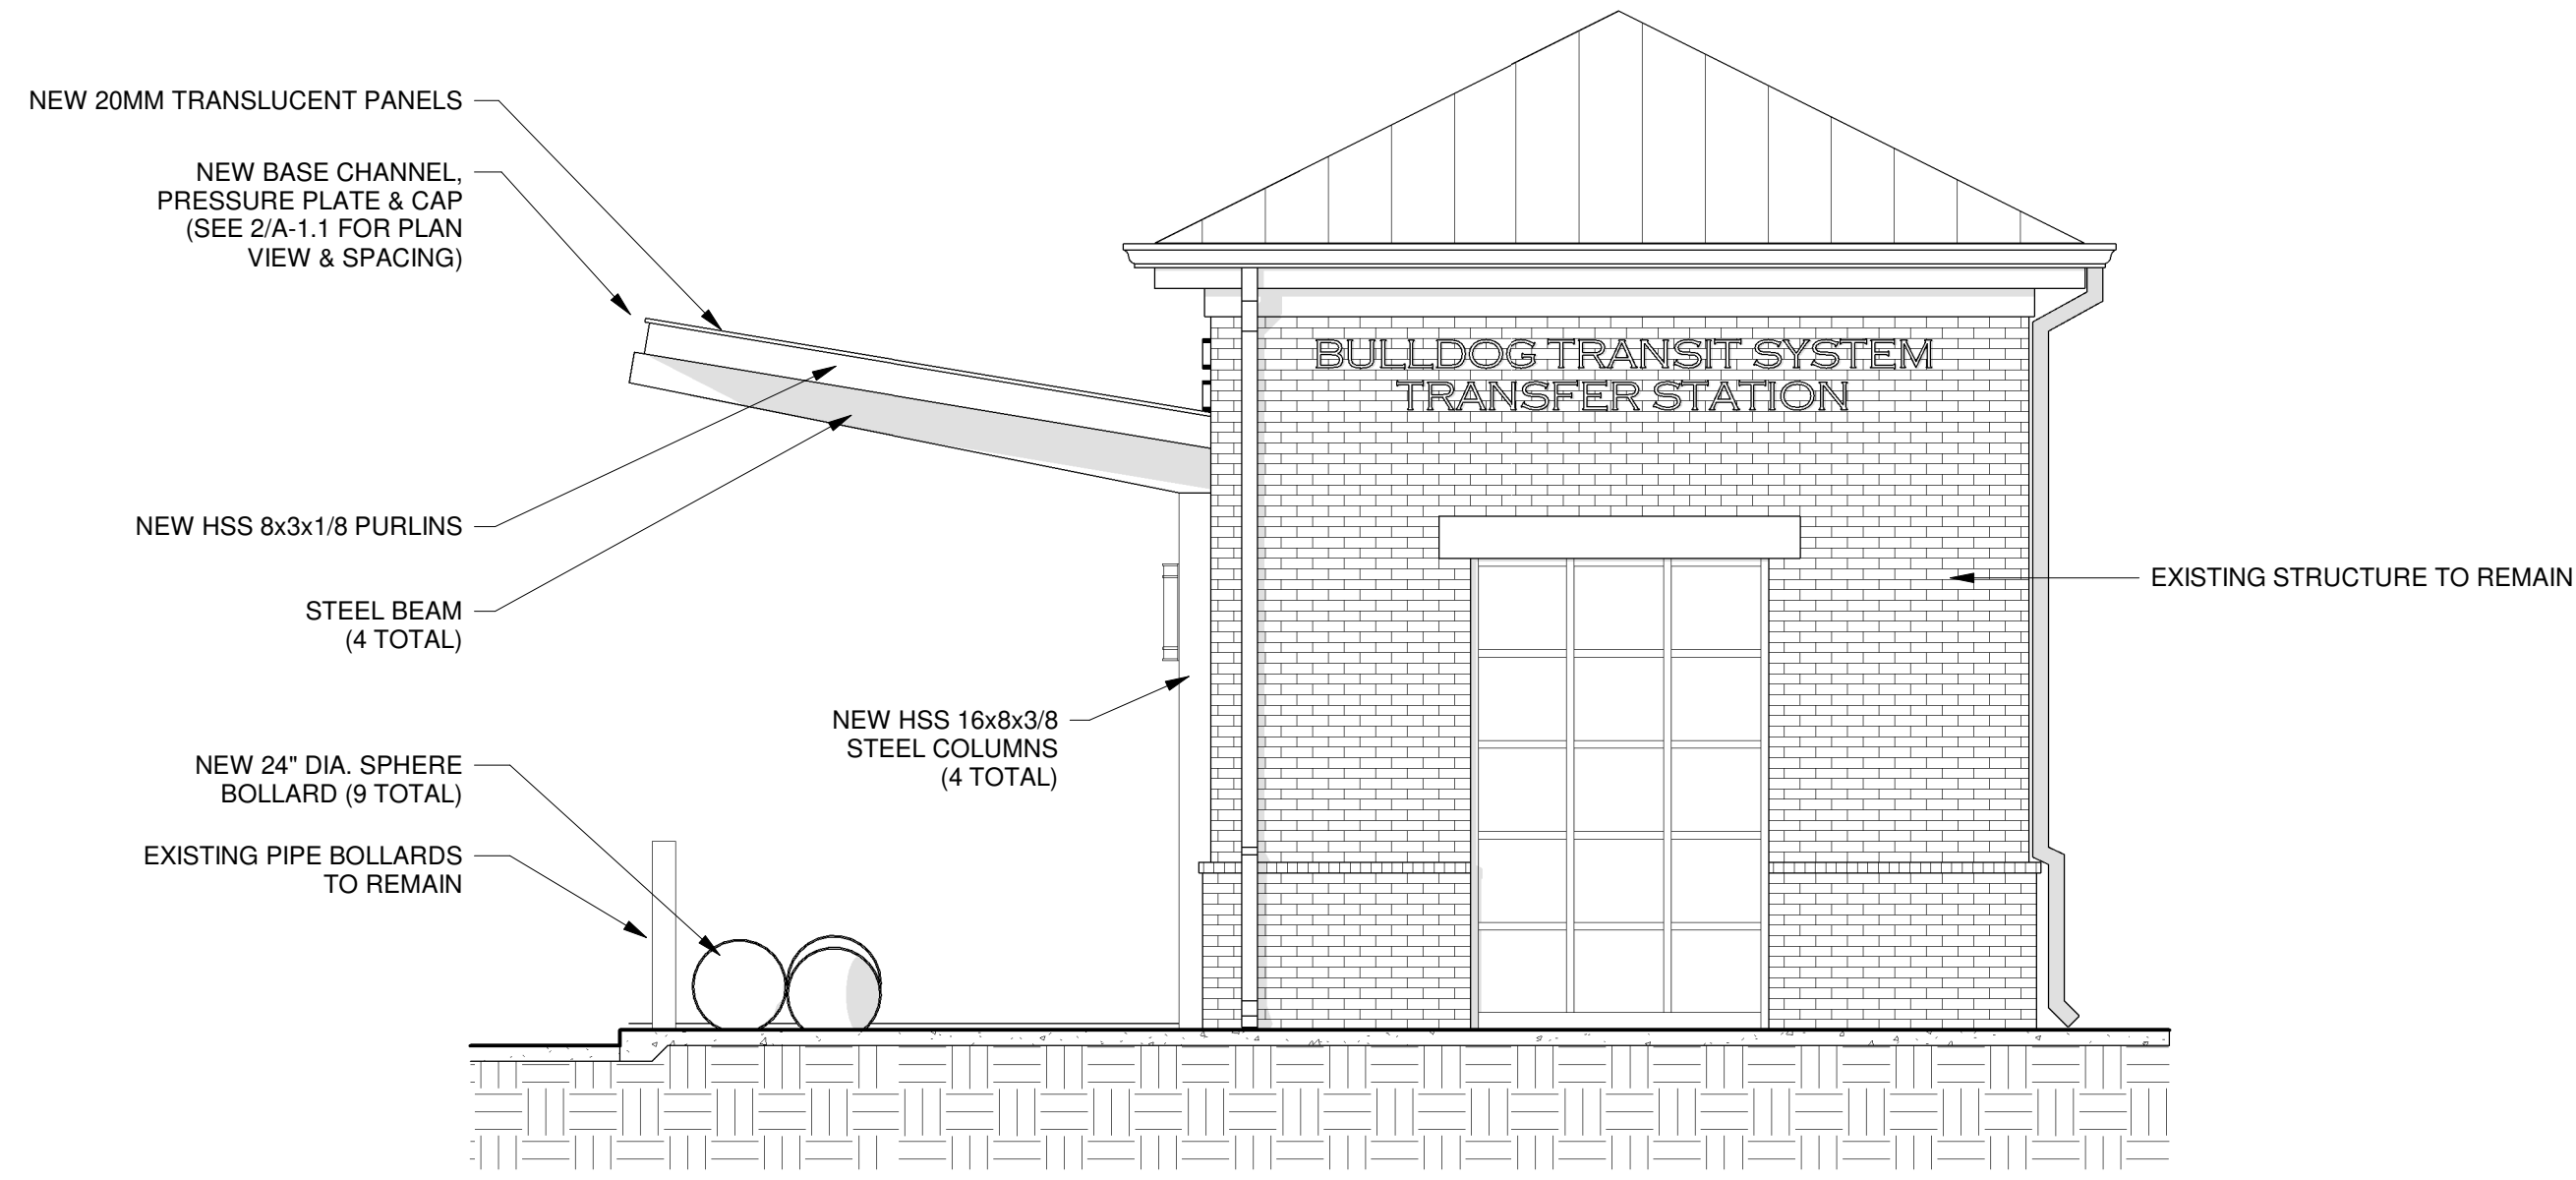 NEW 20MM TRANSLUCENT PANELS
NEW BASE CHANNEL,
PRESSURE PLATE & CAP
(SEE 2/A-1.1 FOR PLAN
VIEW & SPACING)
BULLDOG TRANSIT SYSTEM
TRANSFER STATION
NEW HSS 8x3x1/8 PURLINS
EXISTING STRUCTURE TO REMAIN
STEEL BEAM
(4 TOTAL)
NEW HSS 16x8x3/8
STEEL COLUMNS
(4 TOTAL)
NEW 24" DIA. SPHERE
BOLLARD (9 TOTAL)
EXISTING PIPE BOLLARDS
TO REMAIN